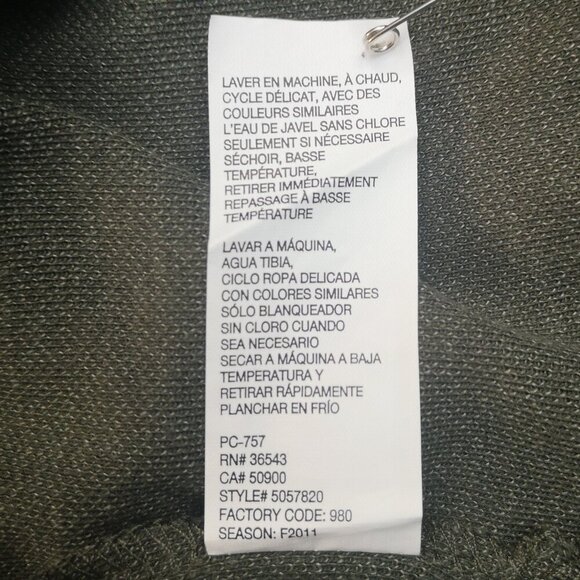 LAVER EN MACHINE, À CHAUD,
CYCLE DÉLICAT, AVEC DES
COULEURS SIMILAIRES
L'EAU DE JAVEL SANS CHLORE
SEULEMENT SI NÉCESSAIRE
SÉCHOIR, BASSE
TEMPÉRATURE,
RETIRER IMMÉDIATEMENT
REPASSAGE À BASSE
TEMPÉRATURE
LAVAR A MÁQUINA,
AGUA TIBIA,
CICLO ROPA DELICADA
CON COLORES SIMILARES
SÓLO BLANQUEADOR
SIN CLORO CUANDO
SEA NECESARIO
SECAR A MÁQUINA A BAJA
TEMPERATURA Y
RETIRAR RÁPIDAMENTE
PLANCHAR EN FRÍO
PC-757
RN# 36543
CA# 50900
STYLE# 5057820
FACTORY CODE: 980
SEASON: F2011